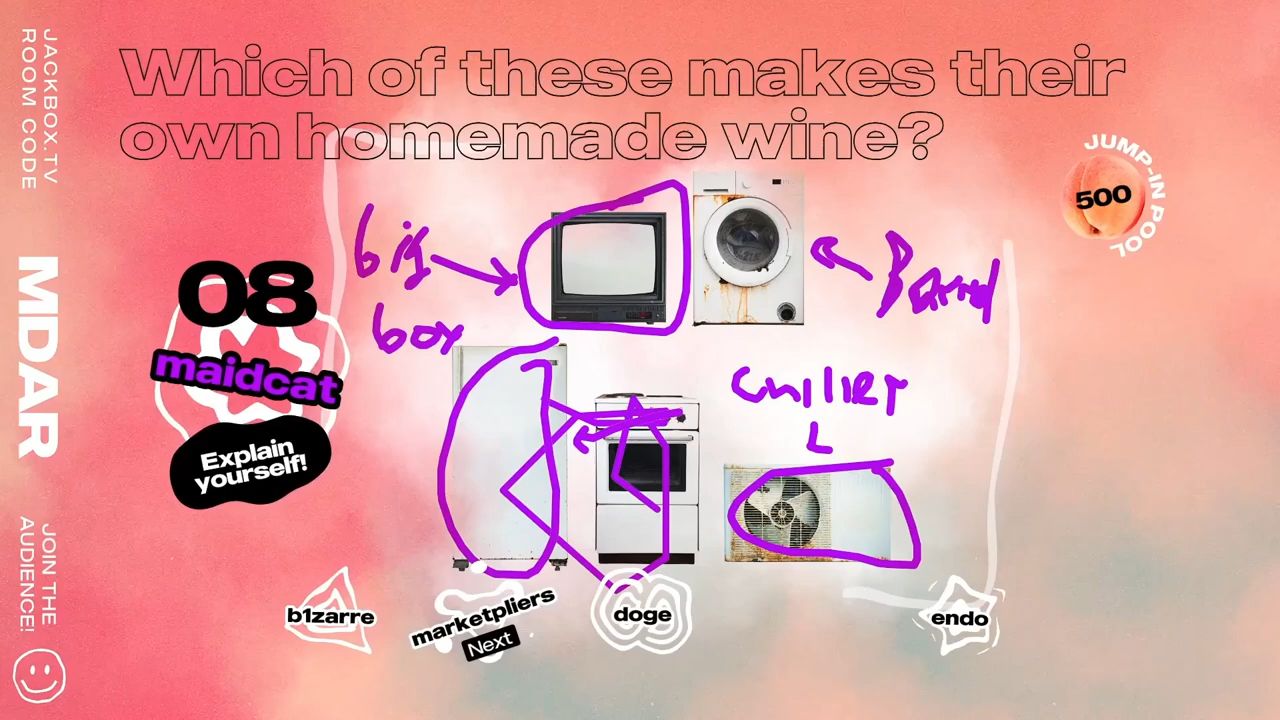 Which of these makes their
own homemade wine?
JACKBOX.TV
ROOM CODE
MDAR
JOIN THE
AUDIENCE!
JUMP-IN POOL
500
08
maidcat
Explain
yourself!
big
box
chiller
b1zarre
marketpliers
Next
doge
endo